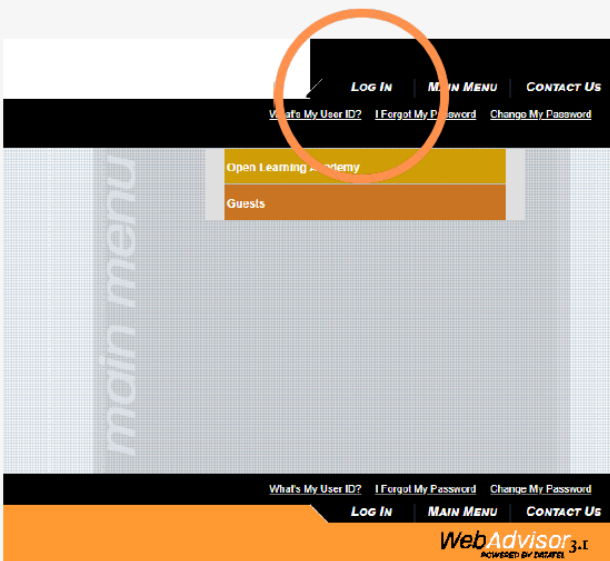 LOG IN MAIN MENU CONTACT US
What's My User ID? I Forgot My Password Change My Password
Open Learning Academy
Guests
main menu
What's My User ID? I Forgot My Password Change My Password
LOG IN MAIN MENU CONTACT US
WebAdvisor 3.1
POWERED BY DATATEL